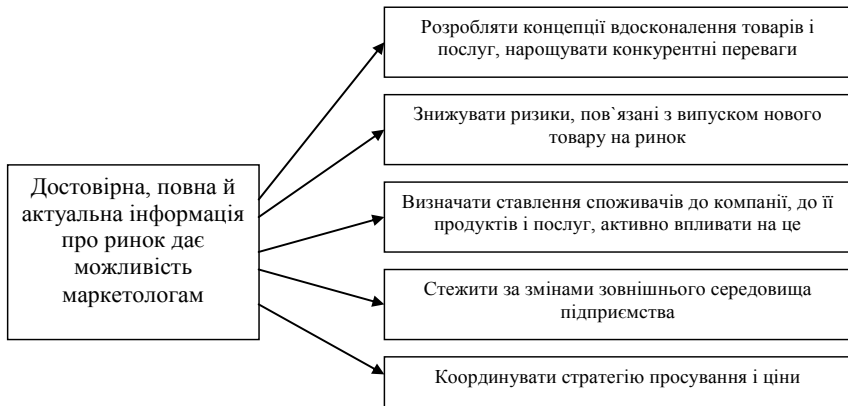 Розробляти концепції вдосконалення товарів і
послуг, нарощувати конкурентні переваги
Знижувати ризики, пов`язані з випуском нового
товару на ринок
Достовірна, повна й
актуальна інформація
про ринок дає
можливість
маркетологам
Визначати ставлення споживачів до компанії, до її
продуктів і послуг, активно впливати на це
Стежити за змінами зовнішнього середовища
підприємства
Координувати стратегію просування і ціни